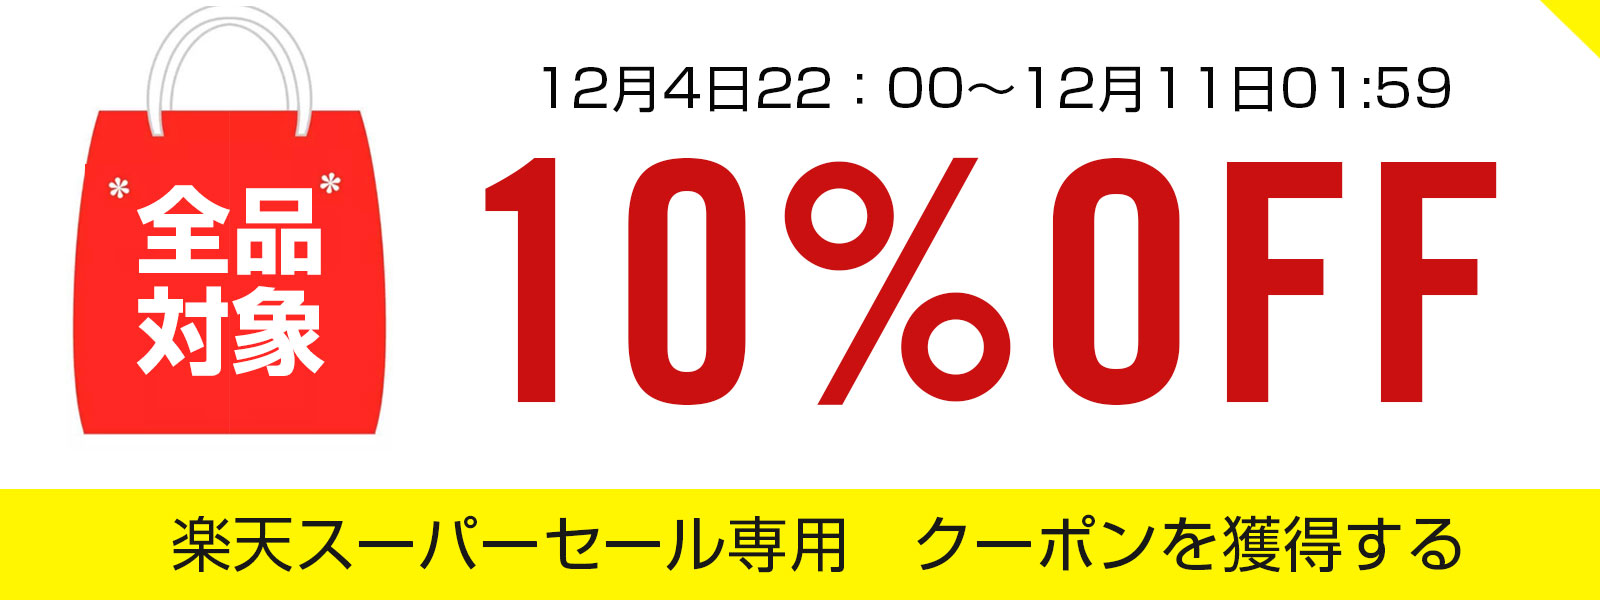 12月4日22：00～12月11日01:59
*全品*
対象
10%OFF
楽天スーパーセール専用　クーポンを獲得する